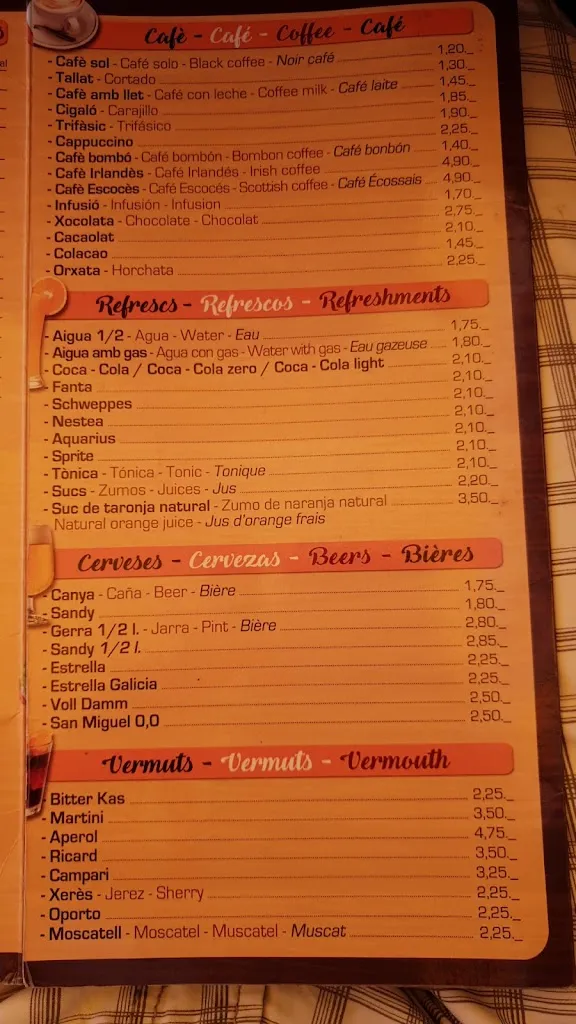 Cafè - Café - Coffee - Café
- Cafè sol - Café solo - Black coffee - Noir café 1,20._
- Tallat - Cortado 1,30._
- Cafè amb llet - Café con leche - Coffee milk - Café laite 1,45._
- Cigaló - Carajillo 1,85._
- Trifàsic - Trifásico 1,90._
- Cappuccino 2,25._
- Cafè bombó - Café bombón - Bombon coffee - Café bonbón 1,40._
- Cafè Irlandès - Café Irlandés - Irish coffee 4,90._
- Cafè Escocès - Café Escocés - Scottish coffee - Café Écossais 4,90._
- Infusió - Infusión - Infusion 1,70._
- Xocolata - Chocolate - Chocolat 2,75._
- Cacaolat 2,10._
- Colacao 1,45._
- Orxata - Horchata 2,25._
Refrescs - Refrescos - Refreshments
- Aigua 1/2 - Agua - Water - Eau 1,75._
- Aigua amb gas - Agua con gas - Water with gas - Eau gazeuse 1,80._
- Coca - Cola / Coca - Cola zero / Coca - Cola light 2,10._
- Fanta 2,10._
- Schweppes 2,10._
- Nestea 2,10._
- Aquarius 2,10._
- Sprite 2,10._
- Tònica - Tónica - Tonic - Tonique 2,10._
- Sucs - Zumos - Juices - Jus 2,20._
- Suc de taronja natural - Zumo de naranja natural 3,50._
Natural orange juice - Jus d'orange frais
Cerveses - Cervezas - Beers - Bières
- Canya - Caña - Beer - Bière 1,75._
- Sandy 1,80._
- Gerra 1/2 l. - Jarra - Pint - Bière 2,80._
- Sandy 1/2 l. 2,85._
- Estrella 2,25._
- Estrella Galicia 2,25._
- Voll Damm 2,50._
- San Miguel 0,0 2,50._
Vermuts - Vermuts - Vermouth
- Bitter Kas 2,25._
- Martini 3,50._
- Aperol 4,75._
- Ricard 3,50._
- Campari 3,25._
- Xerès - Jerez - Sherry 2,25._
- Oporto 2,25._
- Moscatell - Moscatel - Muscatel - Muscat 2,25._